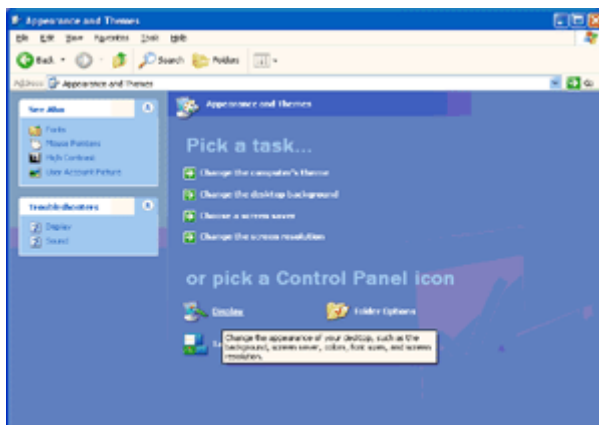 Appearance and Themes
File Edit View Favorites Tools Help
Back Search Folders
Address Appearance and Themes
See Also
Fonts
Mouse Pointers
High Contrast
User Account Picture
Troubleshooters
Display
Sound
Appearance and Themes
Pick a task...
Change the computer's theme
Change the desktop background
Choose a screen saver
Change the screen resolution
or pick a Control Panel icon
Display Folder Options
Change the appearance of your desktop, such as the
background, screen saver, colors, font sizes, and screen
resolution.